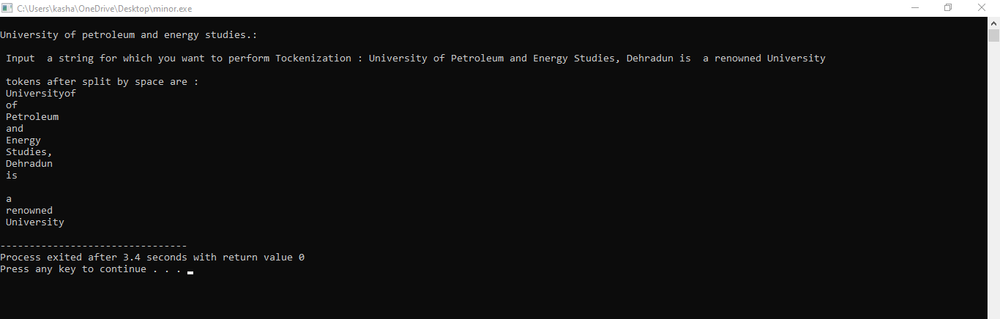 C:\Users\kasha\OneDrive\Desktop\minor.exe
University of petroleum and energy studies.:
Input  a string for which you want to perform Tockenization : University of Petroleum and Energy Studies, Dehradun is  a renowned University
tokens after split by space are :
Universityof
of
Petroleum
and
Energy
Studies,
Dehradun
is
a
renowned
University
--------------------------------
Process exited after 3.4 seconds with return value 0
Press any key to continue . . .